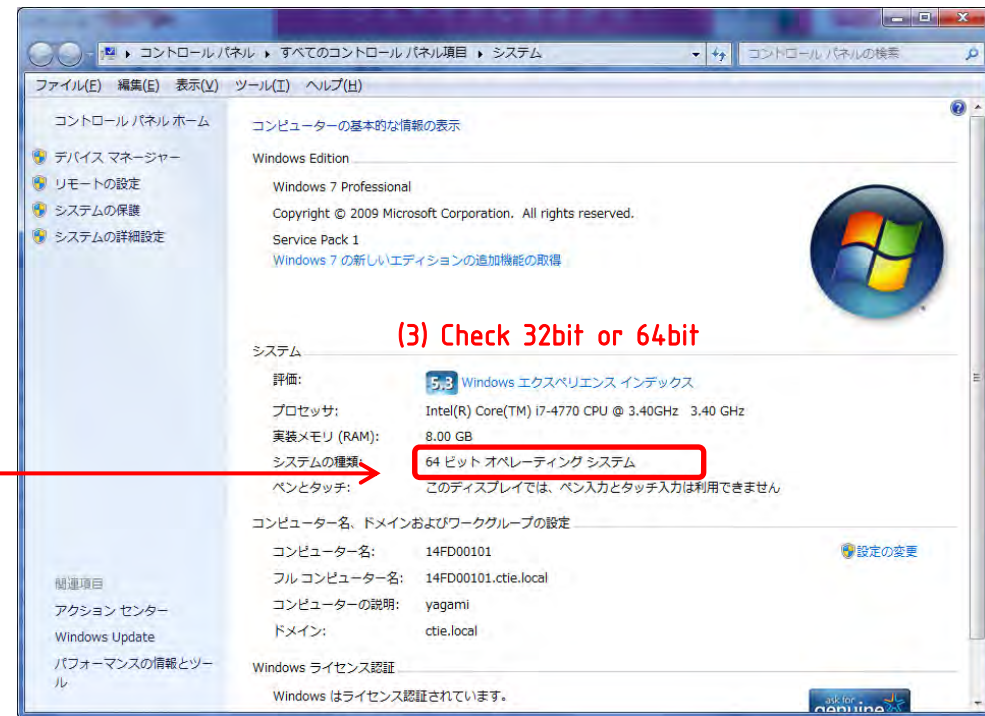 コントロール パネル ▸ すべてのコントロール パネル項目 ▸ システム
コントロール パネルの検索
ファイル(F) 編集(E) 表示(V) ツール(T) ヘルプ(H)
コントロール パネル ホーム
デバイス マネージャー
リモートの設定
システムの保護
システムの詳細設定
コンピューターの基本的な情報の表示
Windows Edition
Windows 7 Professional
Copyright © 2009 Microsoft Corporation. All rights reserved.
Service Pack 1
Windows 7 の新しいエディションの追加機能の取得
(3) Check 32bit or 64bit
システム
評価: 5.3 Windows エクスペリエンス インデックス
プロセッサ: Intel(R) Core(TM) i7-4770 CPU @ 3.40GHz 3.40 GHz
実装メモリ (RAM): 8.00 GB
システムの種類: 64 ビット オペレーティング システム
ペンとタッチ: このディスプレイでは、ペン入力とタッチ入力は利用できません
コンピューター名、ドメインおよびワークグループの設定
コンピューター名: 14FD00101
設定の変更
フル コンピューター名: 14FD00101.ctie.local
コンピューターの説明: yagami
ドメイン: ctie.local
Windows ライセンス認証
Windows はライセンス認証されています。
ask for
genuine
関連項目
アクション センター
Windows Update
パフォーマンスの情報とツー
ル